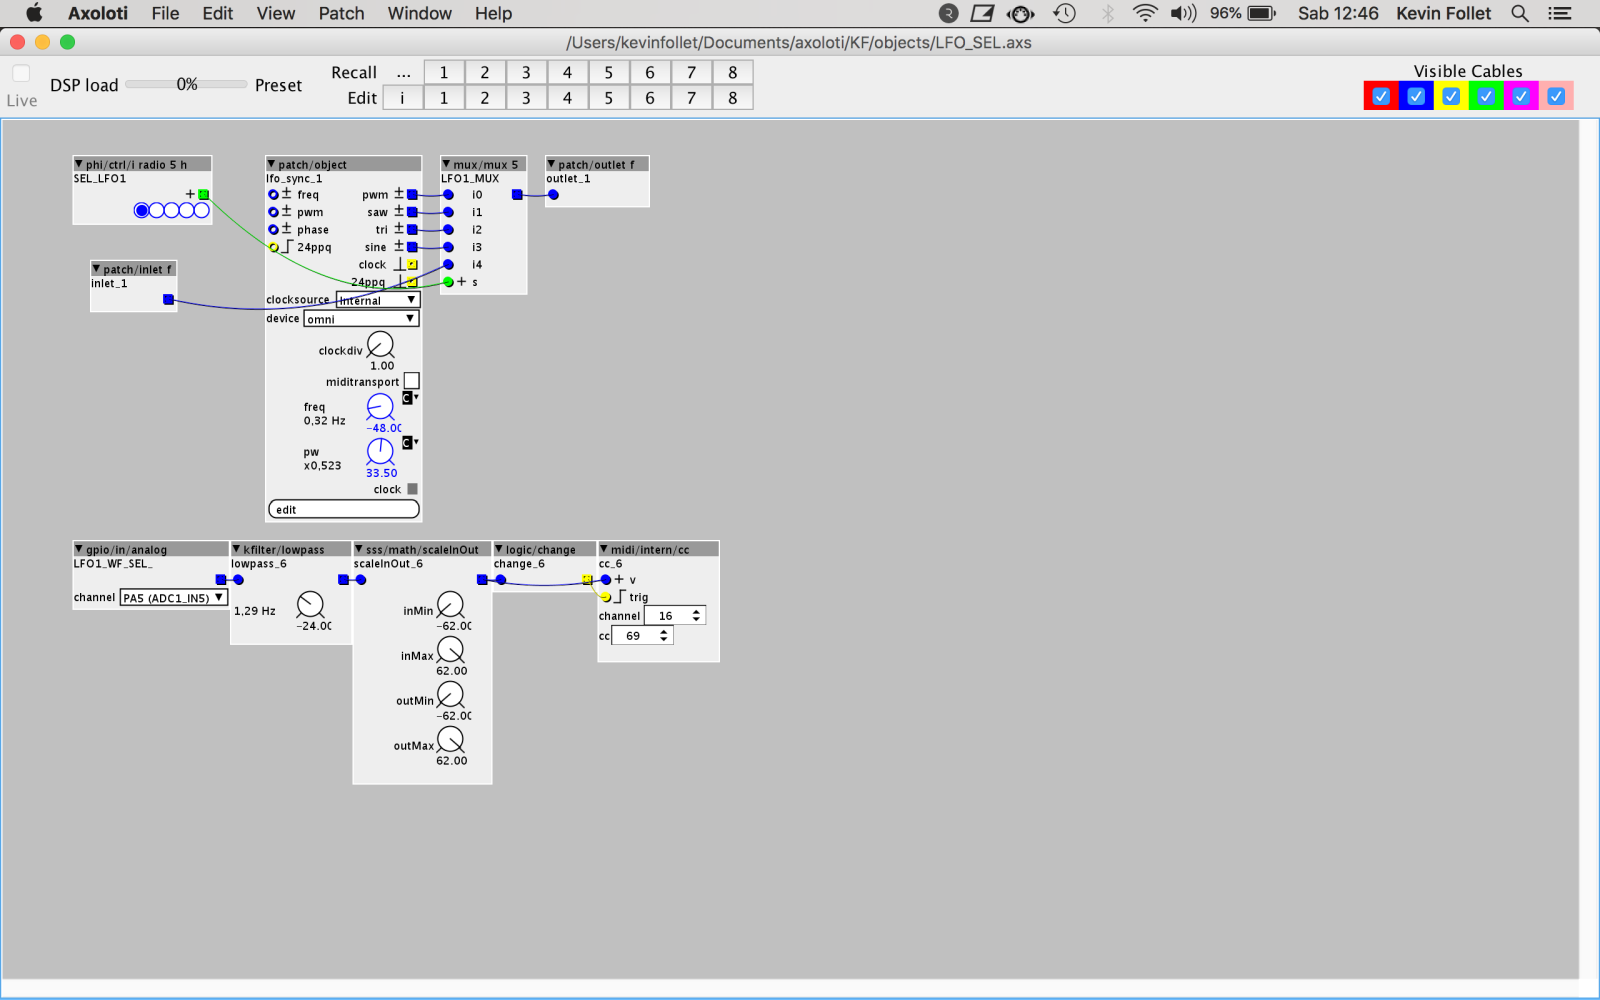 Axoloti File Edit View Patch Window Help 96% Sab 12:46 Kevin Follet
/Users/kevinfollet/Documents/axoloti/KF/objects/LFO_SEL.axs
Live DSP load 0% Preset
Recall ... 1 2 3 4 5 6 7 8
Edit i 1 2 3 4 5 6 7 8
Visible Cables
phi/ctrl/i radio 5 h
SEL_LFO1
+
patch/inlet f
inlet_1
patch/object
lfo_sync_1
freq pwm
pwm saw
phase tri
24ppq sine
clock
24ppq
clocksource Internal
device omni
clockdiv
1.00
miditransport
freq C
0,32 Hz
-48.00
pw C
x0,523
33.50
clock
edit
mux/mux 5
LFO1_MUX
i0
i1
i2
i3
i4
+ s
patch/outlet f
outlet_1
gpio/in/analog
LFO1_WF_SEL_
channel PA5 (ADC1_IN5)
kfilter/lowpass
lowpass_6
1,29 Hz
-24.00
sss/math/scaleInOut
scaleInOut_6
inMin
-62.00
inMax
62.00
outMin
-62.00
outMax
62.00
logic/change
change_6
midi/intern/cc
cc_6
+ v
trig
channel 16
cc 69